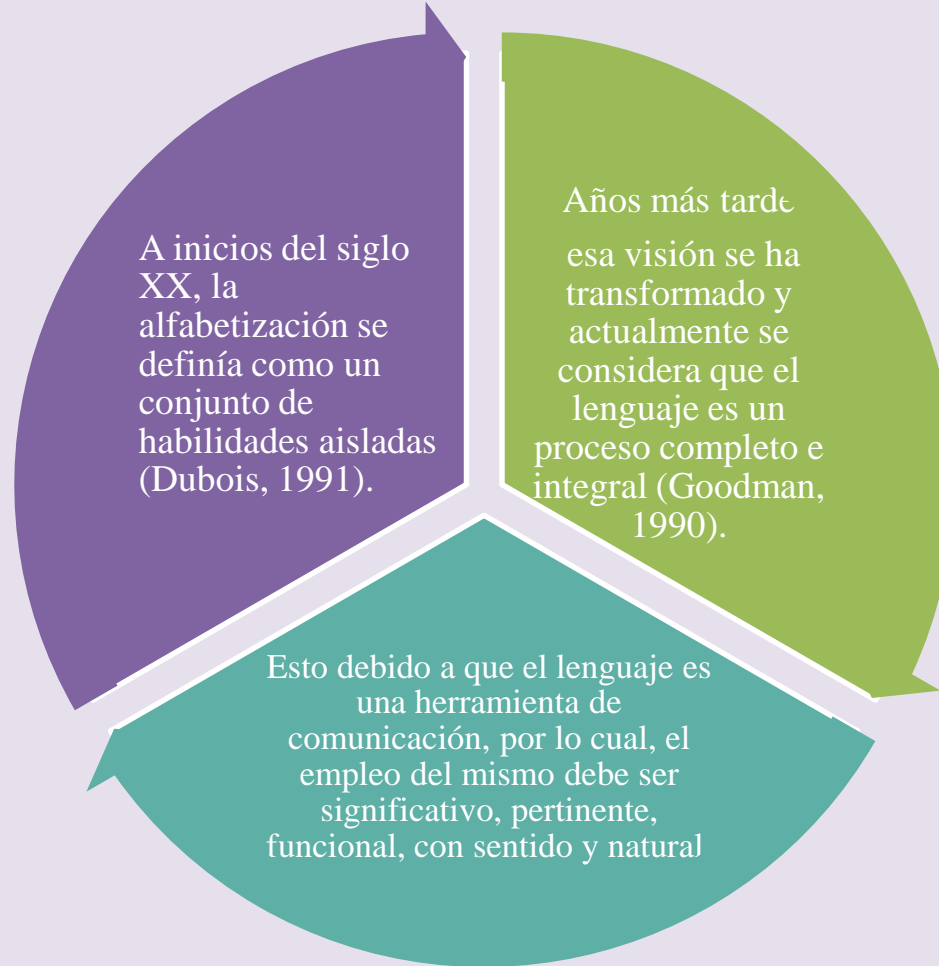 A inicios del siglo
XX, la
alfabetización se
definía como un
conjunto de
habilidades aisladas
(Dubois, 1991).
Años más tarde
esa visión se ha
transformado y
actualmente se
considera que el
lenguaje es un
proceso completo e
integral (Goodman,
1990).
Esto debido a que el lenguaje es
una herramienta de
comunicación, por lo cual, el
empleo del mismo debe ser
significativo, pertinente,
funcional, con sentido y natural